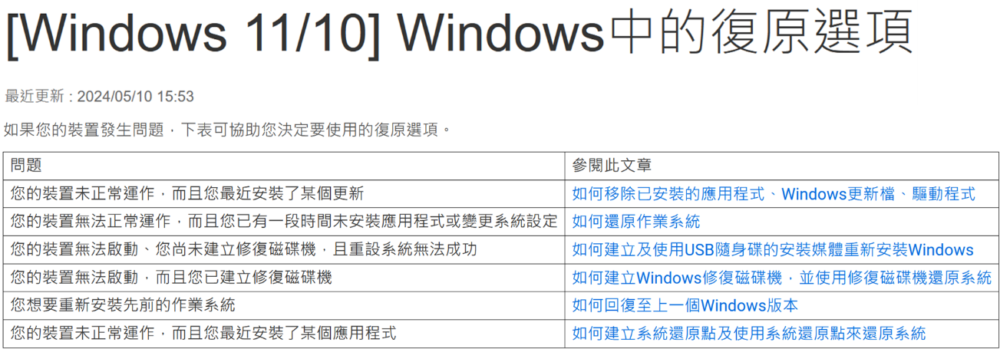 [Windows 11/10] Windows中的復原選項
最近更新 : 2024/05/10 15:53
如果您的裝置發生問題，下表可協助您決定要使用的復原選項。
問題 參閱此文章
您的裝置未正常運作，而且您最近安裝了某個更新 如何移除已安裝的應用程式、Windows更新檔、驅動程式
您的裝置無法正常運作，而且您已有一段時間未安裝應用程式或變更系統設定 如何還原作業系統
您的裝置無法啟動、您尚未建立修復磁碟機，且重設系統無法成功 如何建立及使用USB隨身碟的安裝媒體重新安裝Windows
您的裝置無法啟動，而且您已建立修復磁碟機 如何建立Windows修復磁碟機，並使用修復磁碟機還原系統
您想要重新安裝先前的作業系統 如何回復至上一個Windows版本
您的裝置未正常運作，而且您最近安裝了某個應用程式 如何建立系統還原點及使用系統還原點來還原系統